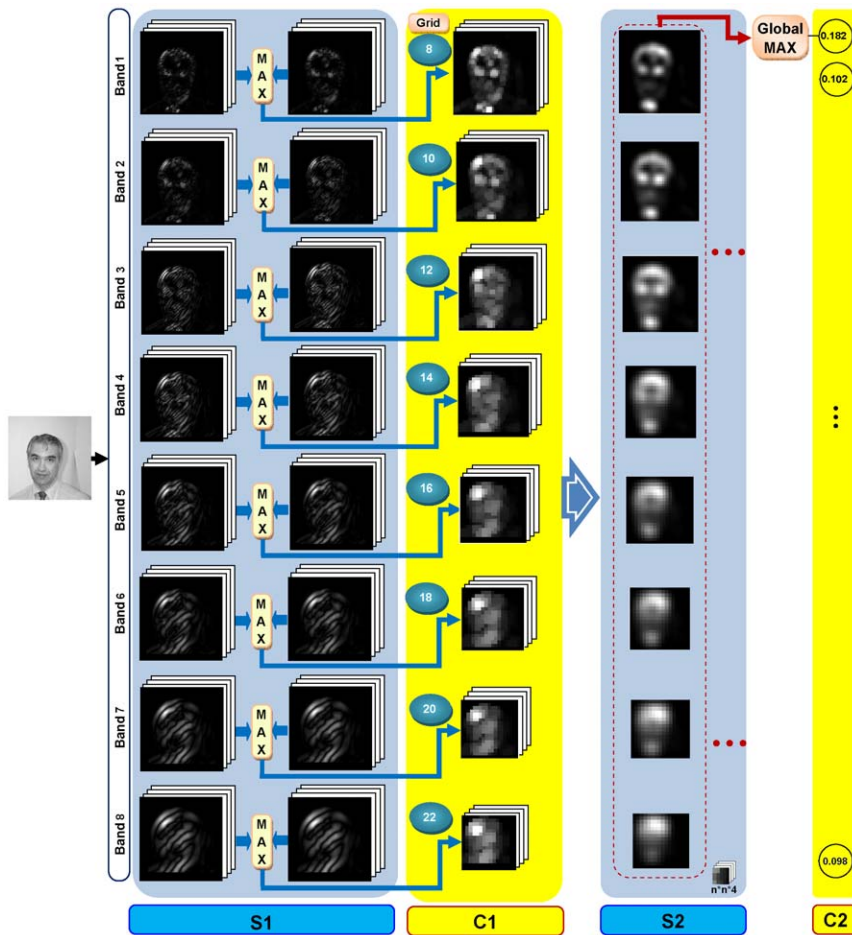 Grid
Global
MAX
0.182
0.102
Band 1
M
A
X
8
Band 2
M
A
X
10
Band 3
M
A
X
12
Band 4
M
A
X
14
Band 5
M
A
X
16
Band 6
M
A
X
18
Band 7
M
A
X
20
Band 8
M
A
X
22
0.098
n*n*4
S1
C1
S2
C2